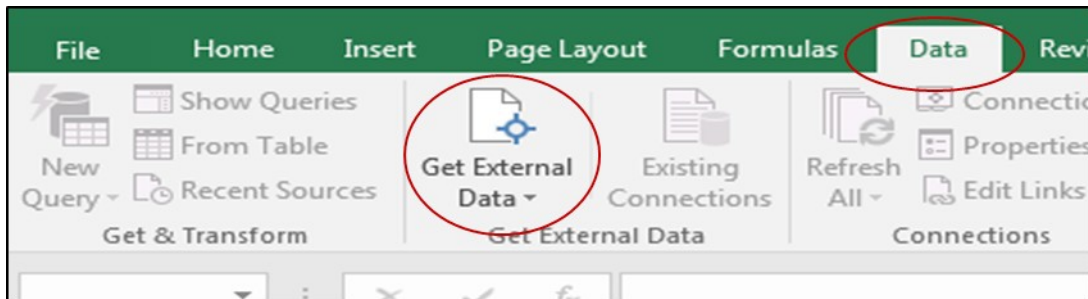 File Home Insert Page Layout Formulas Data
Show Queries
From Table
Recent Sources
New
Query
Get & Transform
Get External
Data
Existing
Connections
Get External Data
Refresh
All
Properties
Edit Links
Connections
fx